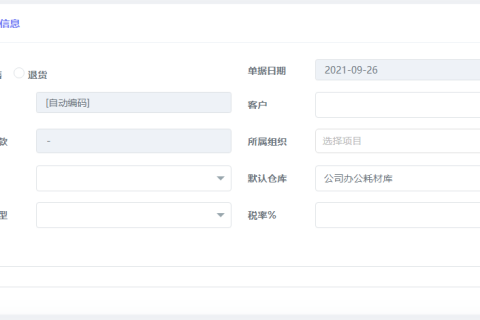 信息
退货
单据日期 2021-09-26
[自动编码] 客户
款 - 所属组织 选择项目
默认仓库 公司办公耗材库
型 税率%